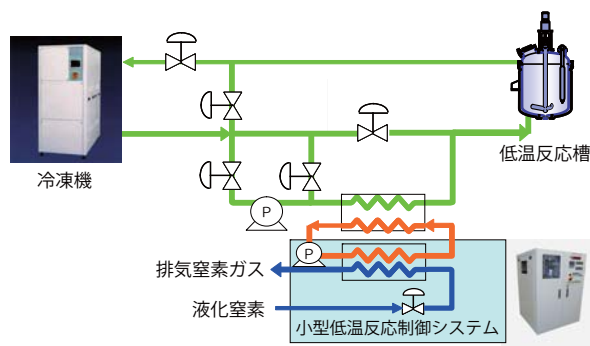 冷凍機
低温反応槽
P
P
排気窒素ガス
液化窒素
小型低温反応制御システム